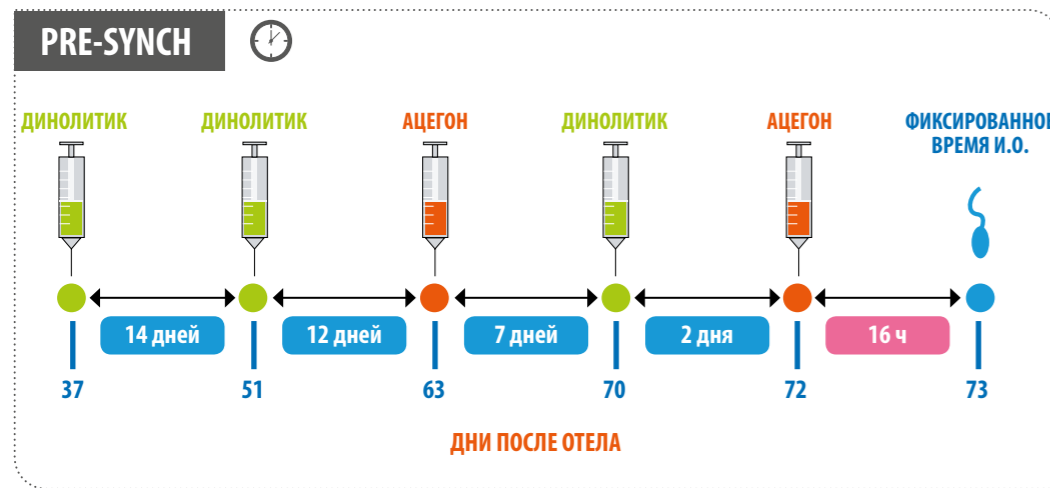 PRE-SYNCH
ДИНОЛИТИК
ДИНОЛИТИК
АЦЕГОН
ДИНОЛИТИК
АЦЕГОН
ФИКСИРОВАННОЕ
ВРЕМЯ И.О.
14 дней
12 дней
7 дней
2 дня
16 ч
37
51
63
70
72
73
ДНИ ПОСЛЕ ОТЕЛА